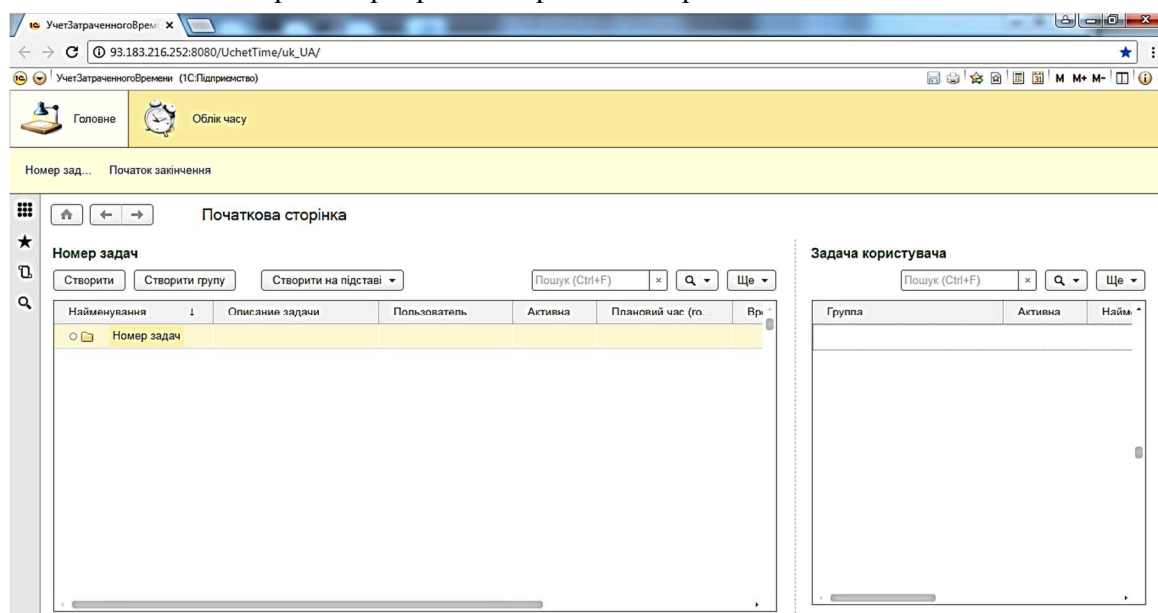 УчетЗатраченногоВрем
93.183.216.252:8080/UchetTime/uk_UA/
УчетЗатраченногоВремени (1С:Підприємство)
M M+ M-
Головне
Облік часу
Номер зад... Початок закінчення
Початкова сторінка
Номер задач
Задача користувача
Створити Створити групу Створити на підставі Пошук (Ctrl+F) × Ще
Пошук (Ctrl+F) × Ще
Найменування ↓ Описание задачи Пользователь Активна Плановий час (го
Группа Активна Найм
Номер задач